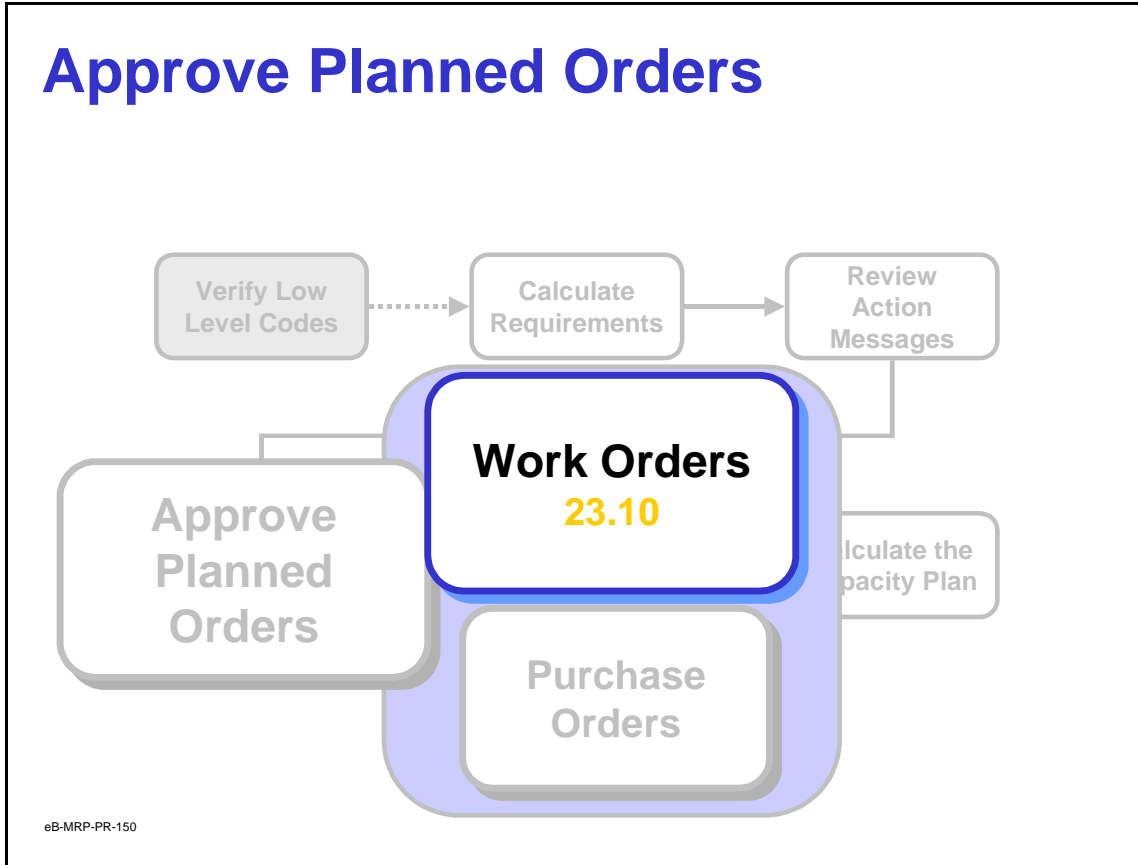 Approve Planned Orders
Verify Low
Level Codes
Calculate
Requirements
Review
Action
Messages
Work Orders
23.10
Approve
Planned
Orders
lculate the
pacity Plan
Purchase
Orders
eB-MRP-PR-150